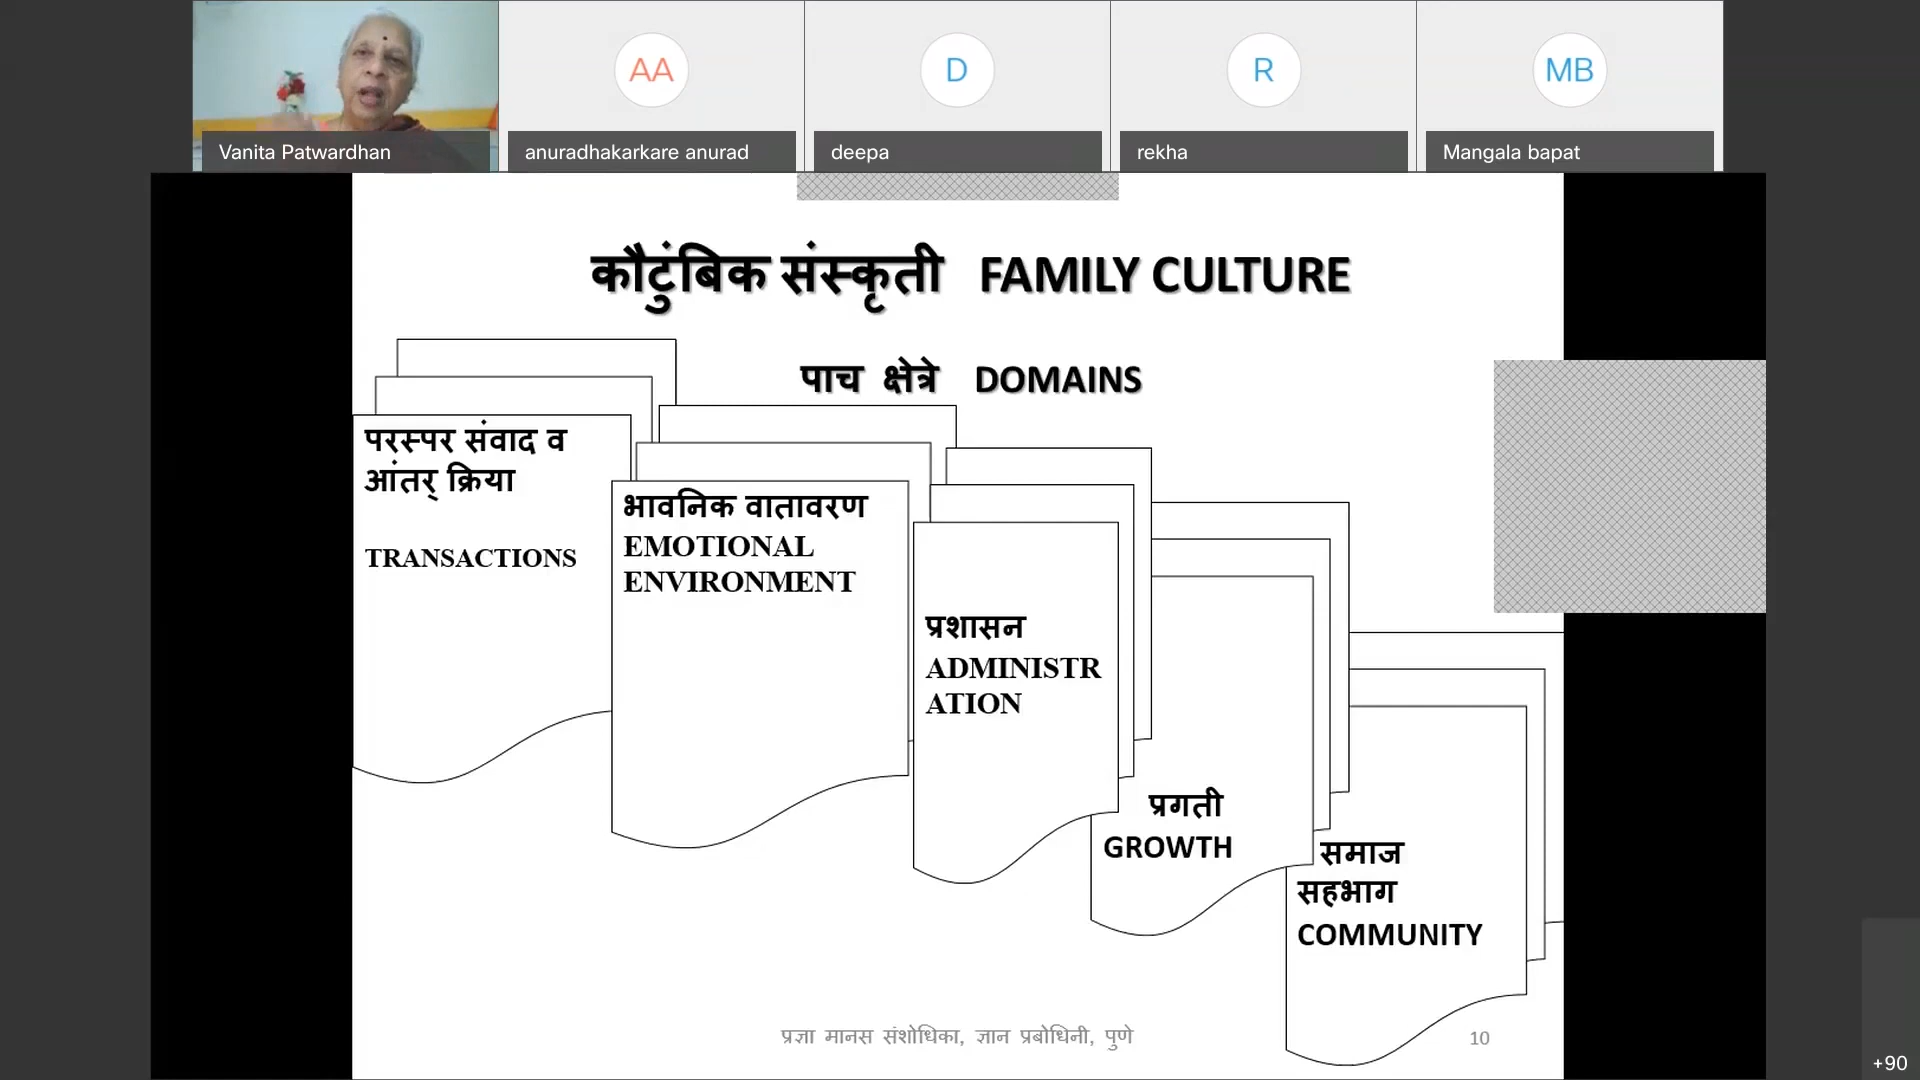 AA
D
R
MB
Vanita Patwardhan
anuradhakarkare anurad
deepa
rekha
Mangala bapat
कौटुंबिक संस्कृती FAMILY CULTURE
पाच क्षेत्रे DOMAINS
परस्पर संवाद व
आंतर् क्रिया
TRANSACTIONS
भावनिक वातावरण
EMOTIONAL
ENVIRONMENT
प्रशासन
ADMINISTR
ATION
प्रगती
GROWTH
समाज
सहभाग
COMMUNITY
प्रज्ञा मानस संशोधिका, ज्ञान प्रबोधिनी, पुणे
10
+90